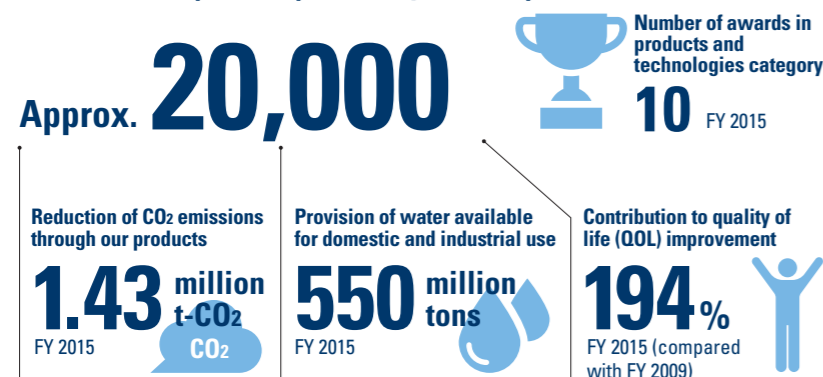 Approx. 20,000
Number of awards in
products and
technologies category
10 FY 2015
Reduction of CO2 emissions
through our products
1.43 million
t-CO2
FY 2015
CO2
Provision of water available
for domestic and industrial use
550 million
tons
FY 2015
Contribution to quality of
life (QOL) improvement
194%
FY 2015 (compared
with FY 2009)